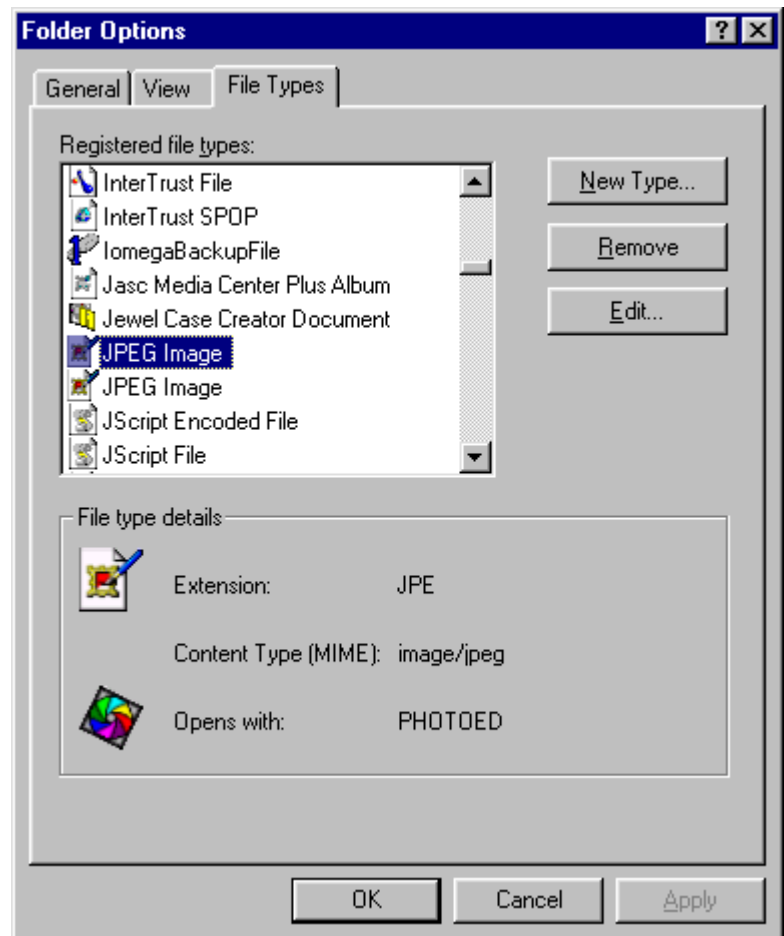 Folder Options
General View File Types
Registered file types:
InterTrust File
InterTrust SPOP
IomegaBackupFile
Jasc Media Center Plus Album
Jewel Case Creator Document
JPEG Image
JPEG Image
JScript Encoded File
JScript File
New Type...
Remove
Edit...
File type details
Extension: JPE
Content Type (MIME): image/jpeg
Opens with: PHOTOED
OK Cancel Apply